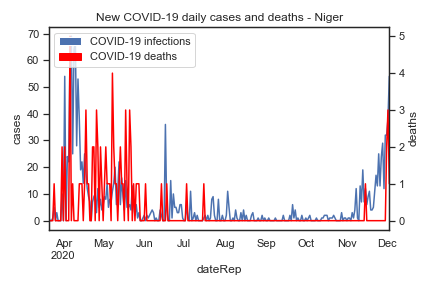 New COVID-19 daily cases and deaths - Niger
COVID-19 infections
COVID-19 deaths
70
60
50
40
30
20
10
0
cases
5
4
3
2
1
0
deaths
Apr May Jun Jul Aug Sep Oct Nov Dec
2020
dateRep